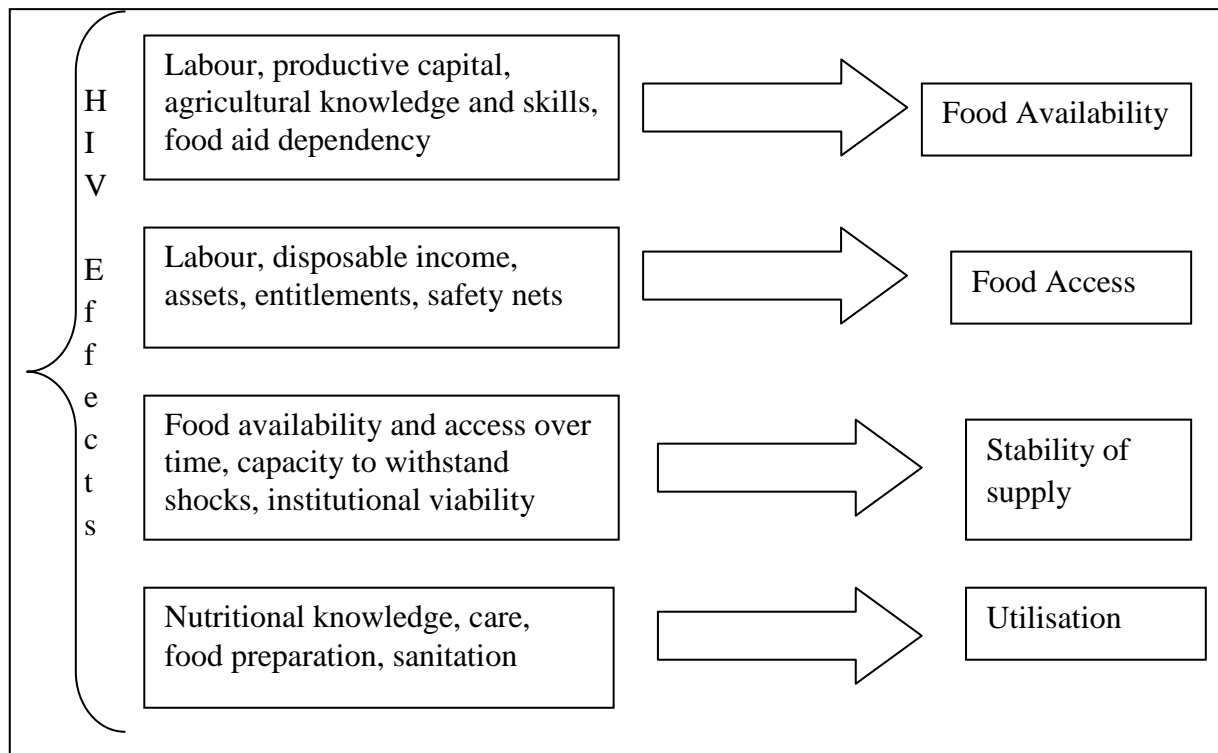 HIV Effects
Labour, productive capital,
agricultural knowledge and skills,
food aid dependency
Food Availability
Labour, disposable income,
assets, entitlements, safety nets
Food Access
Food availability and access over
time, capacity to withstand
shocks, institutional viability
Stability of
supply
Nutritional knowledge, care,
food preparation, sanitation
Utilisation